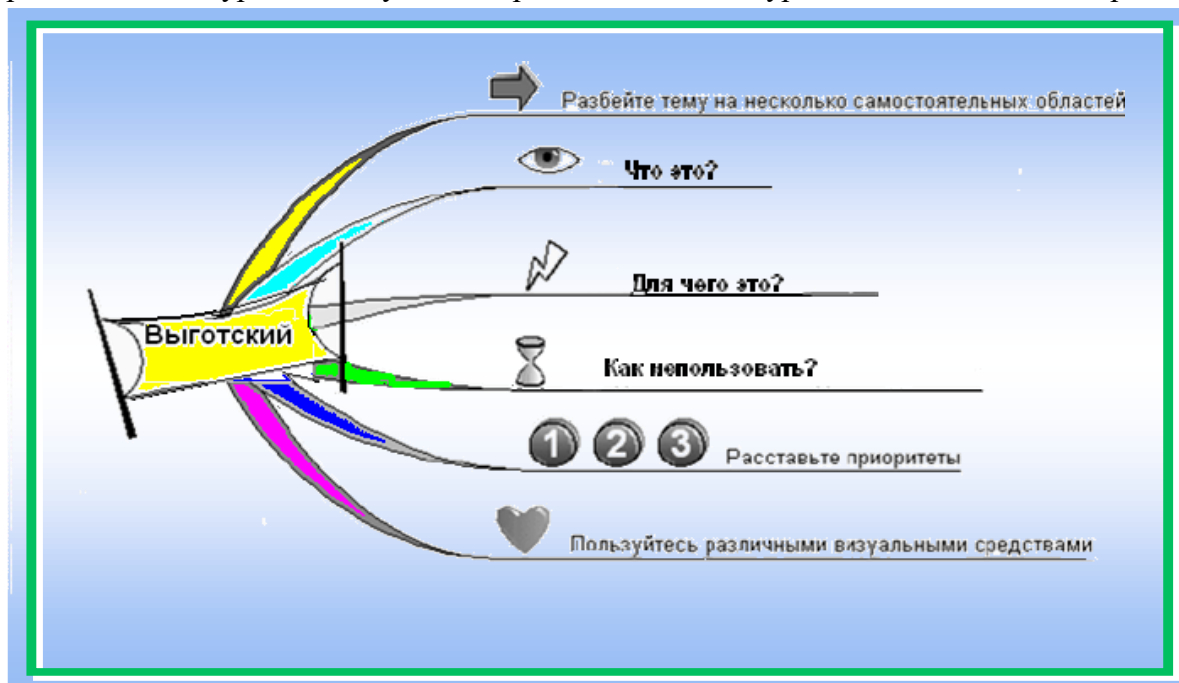 Разбейте тему на несколько самостоятельных областей
Что это?
Для чего это?
Выготский
Как использовать?
1 2 3 Расставьте приоритеты
Пользуйтесь различными визуальными средствами